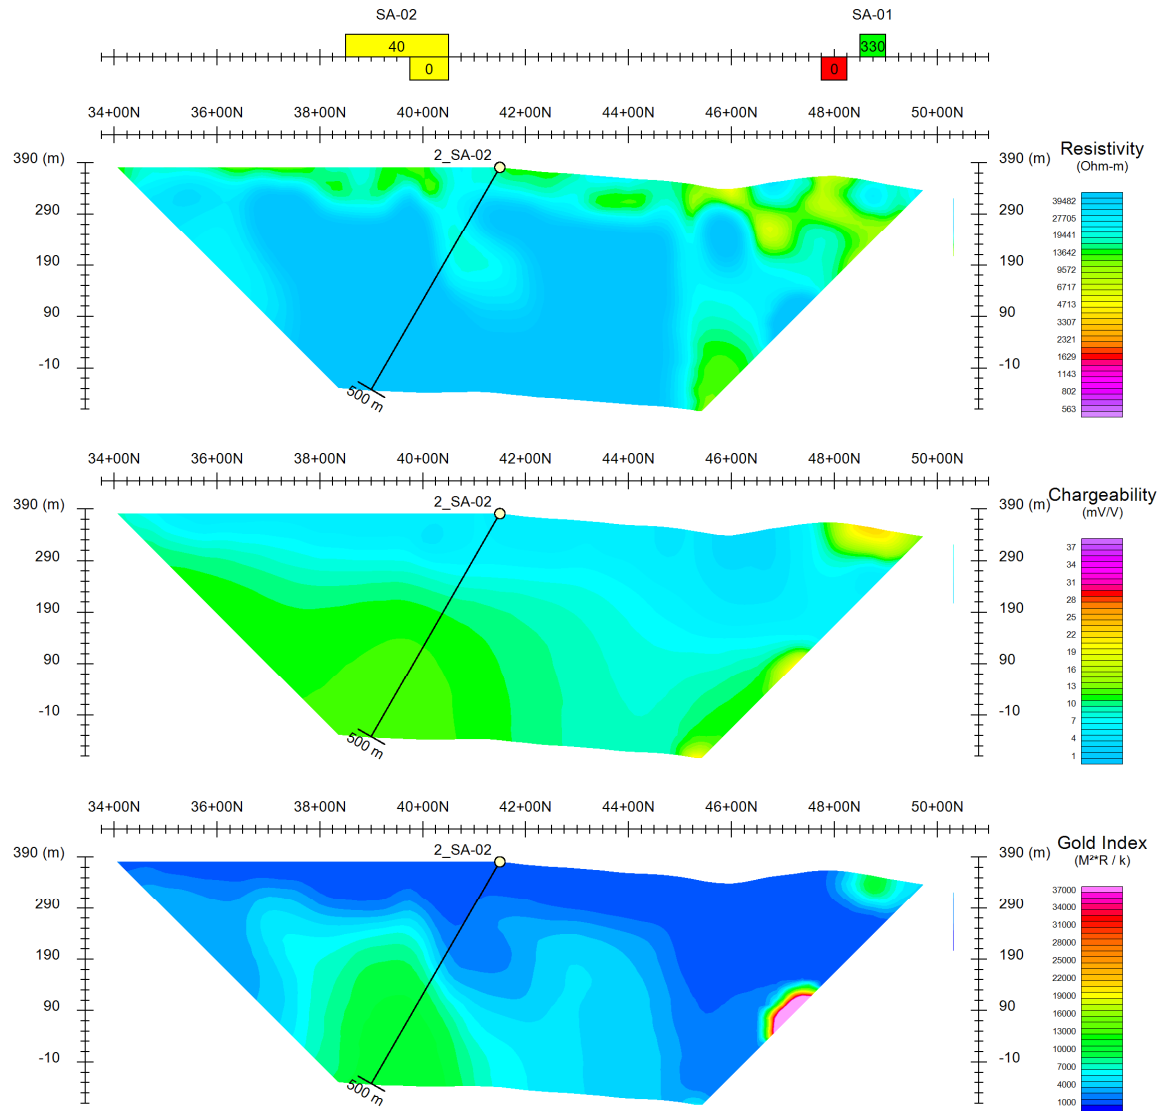 SA-02 SA-01
40 330
0 0
34+00N 36+00N 38+00N 40+00N 42+00N 44+00N 46+00N 48+00N 50+00N
2_SA-02
390 (m) 390 (m)
290 290
190 190
90 90
-10 -10
500 m
Resistivity
(Ohm-m)
39482
27705
19441
13642
9572
6717
4713
3307
2321
1629
1143
802
563
34+00N 36+00N 38+00N 40+00N 42+00N 44+00N 46+00N 48+00N 50+00N
2_SA-02
390 (m) 390 (m)
290 290
190 190
90 90
-10 -10
500 m
Chargeability
(mV/V)
37
34
31
28
25
22
19
16
13
10
7
4
1
34+00N 36+00N 38+00N 40+00N 42+00N 44+00N 46+00N 48+00N 50+00N
2_SA-02
390 (m) 390 (m)
290 290
190 190
90 90
-10 -10
500 m
Gold Index
(M²*R / k)
37000
34000
31000
28000
25000
22000
19000
16000
13000
10000
7000
4000
1000